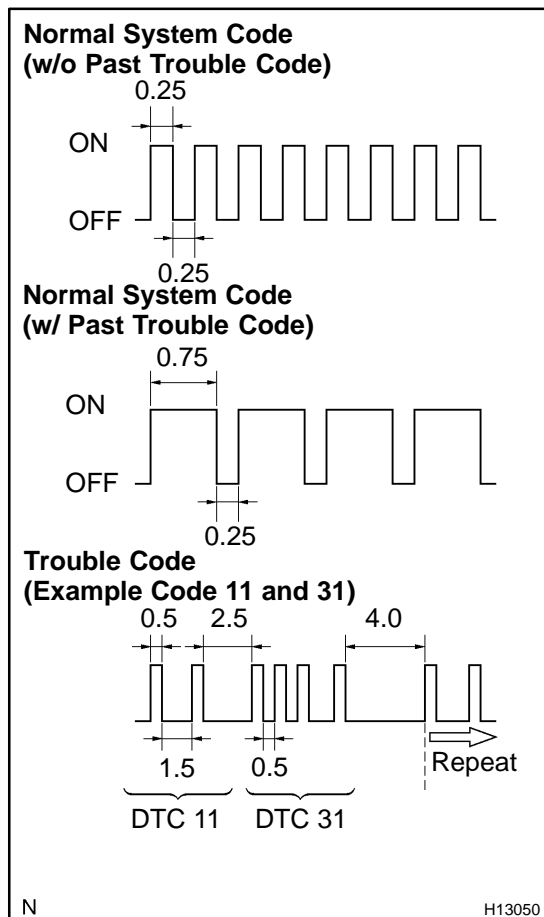 Normal System Code
(w/o Past Trouble Code)
0.25
ON
OFF
0.25
Normal System Code
(w/ Past Trouble Code)
0.75
ON
OFF
0.25
Trouble Code
(Example Code 11 and 31)
0.5 2.5 4.0
1.5 0.5 Repeat
DTC 11 DTC 31
N H13050